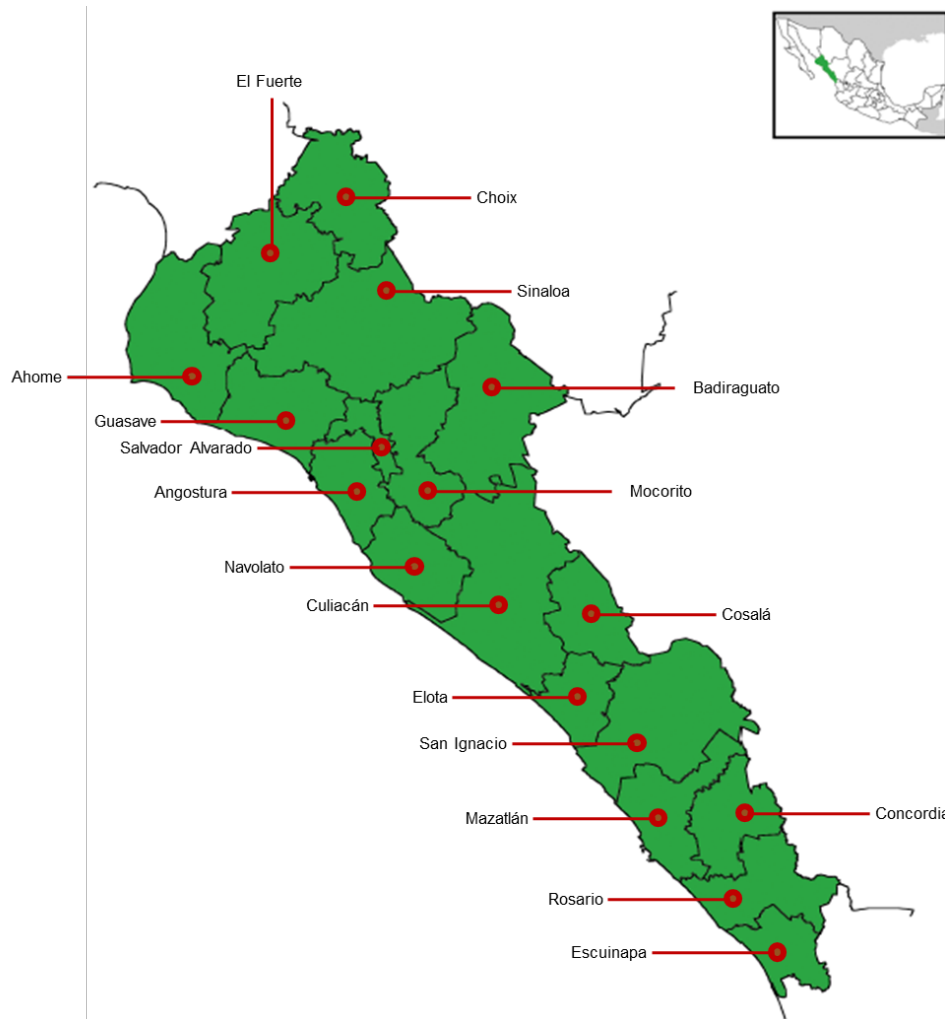 El Fuerte
Choix
Sinaloa
Ahome
Badiraguato
Guasave
Salvador Alvarado
Angostura
Mocorito
Navolato
Culiacán
Cosalá
Elota
San Ignacio
Mazatlán
Concordia
Rosario
Escuinapa